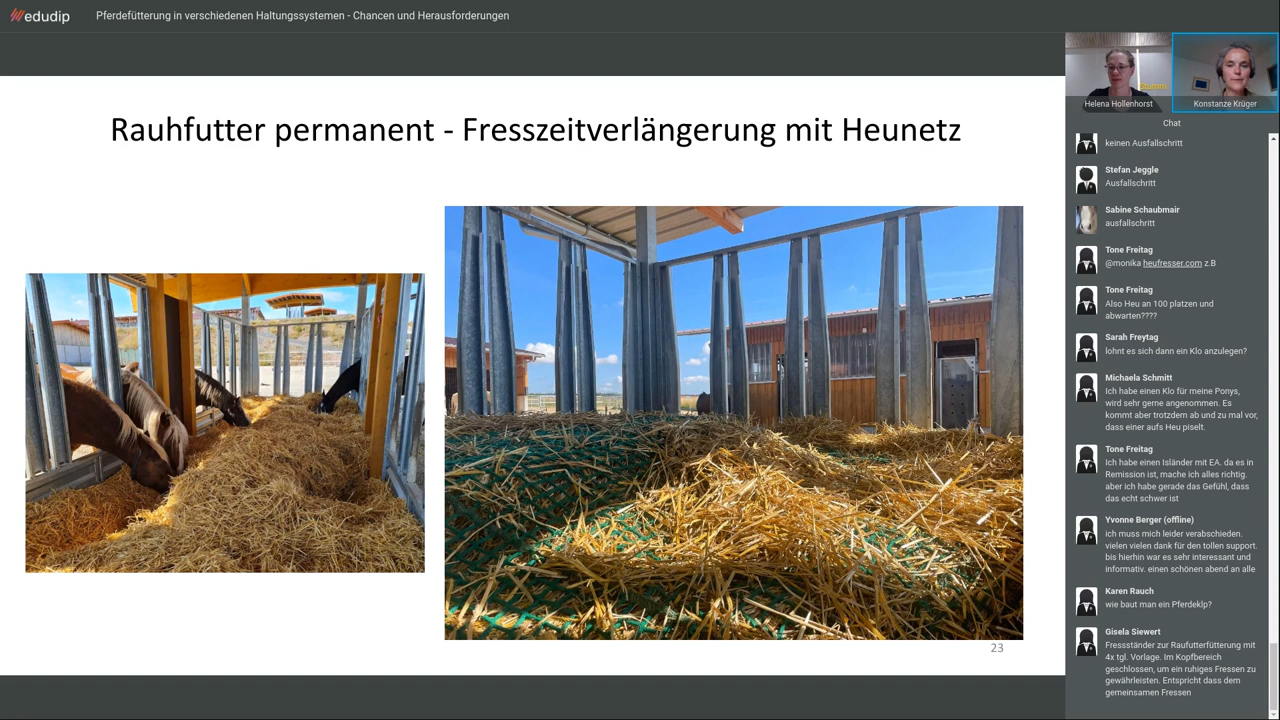 edudip
Pferdefütterung in verschiedenen Haltungssystemen - Chancen und Herausforderungen
Rauhfutter permanent - Fresszeitverlängerung mit Heunetz
23
Stumm
Helena Hollenhorst
Konstanze Krüger
Chat
keinen Ausfallschritt
Stefan Jeggle
Ausfallschritt
Sabine Schaubmair
ausfallschritt
Tone Freitag
@monika heufresser.com z.B
Tone Freitag
Also Heu an 100 platzen und
abwarten????
Sarah Freytag
lohnt es sich dann ein Klo anzulegen?
Michaela Schmitt
Ich habe einen Klo für meine Ponys,
wird sehr gerne angenommen. Es
kommt aber trotzdem ab und zu mal vor,
dass einer aufs Heu piselt.
Tone Freitag
Ich habe einen Isländer mit EA. da es in
Remission ist, mache ich alles richtig.
aber ich habe gerade das Gefühl, dass
das echt schwer ist
Yvonne Berger (offline)
ich muss mich leider verabschieden.
vielen vielen dank für den tollen support.
bis hierhin war es sehr interessant und
informativ. einen schönen abend an alle
Karen Rauch
wie baut man ein Pferdeklp?
Gisela Siewert
Fressständer zur Raufutterfütterung mit
4x tgl. Vorlage. Im Kopfbereich
geschlossen, um ein ruhiges Fressen zu
gewährleisten. Entspricht dass dem
gemeinsamen Fressen